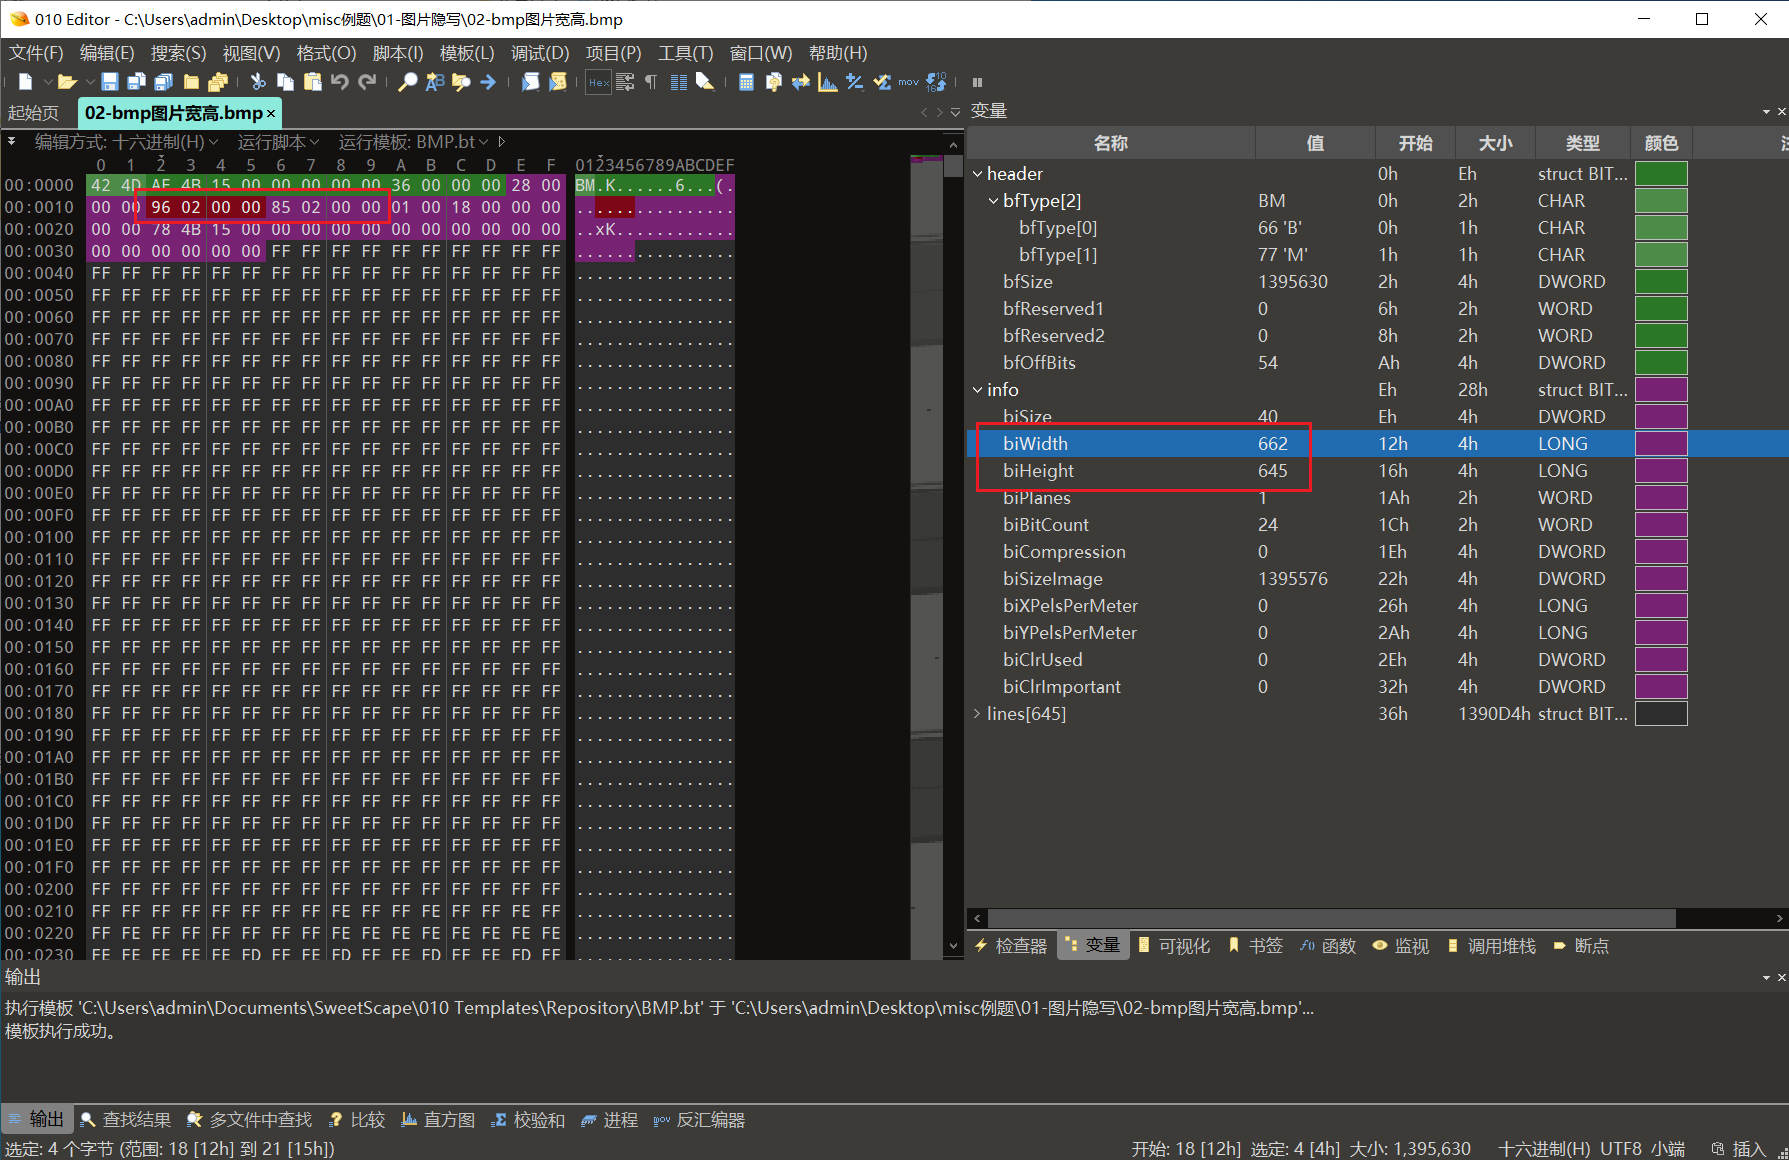 010 Editor - C:\Users\admin\Desktop\misc例题\01-图片隐写\02-bmp图片宽高.bmp
文件(F) 编辑(E) 搜索(S) 视图(V) 格式(O) 脚本(I) 模板(L) 调试(D) 项目(P) 工具(T) 窗口(W) 帮助(H)
起始页 02-bmp图片宽高.bmp ×
编辑方式: 十六进制(H) 运行脚本 运行模板: BMP.bt
0 1 2 3 4 5 6 7 8 9 A B C D E F 0123456789ABCDEF
00:0000 42 4D AE 4B 15 00 00 00 00 00 36 00 00 00 28 00 BM.K......6...(.
00:0010 00 00 96 02 00 00 85 02 00 00 01 00 18 00 00 00 ................
00:0020 00 00 78 4B 15 00 00 00 00 00 00 00 00 00 00 00 ..xK............
00:0030 00 00 00 00 00 00 FF FF FF FF FF FF FF FF FF FF ................
00:0040 FF FF FF FF FF FF FF FF FF FF FF FF FF FF FF FF ................
00:0050 FF FF FF FF FF FF FF FF FF FF FF FF FF FF FF FF ................
00:0060 FF FF FF FF FF FF FF FF FF FF FF FF FF FF FF FF ................
00:0070 FF FF FF FF FF FF FF FF FF FF FF FF FF FF FF FF ................
00:0080 FF FF FF FF FF FF FF FF FF FF FF FF FF FF FF FF ................
00:0090 FF FF FF FF FF FF FF FF FF FF FF FF FF FF FF FF ................
00:00A0 FF FF FF FF FF FF FF FF FF FF FF FF FF FF FF FF ................
00:00B0 FF FF FF FF FF FF FF FF FF FF FF FF FF FF FF FF ................
00:00C0 FF FF FF FF FF FF FF FF FF FF FF FF FF FF FF FF ................
00:00D0 FF FF FF FF FF FF FF FF FF FF FF FF FF FF FF FF ................
00:00E0 FF FF FF FF FF FF FF FF FF FF FF FF FF FF FF FF ................
00:00F0 FF FF FF FF FF FF FF FF FF FF FF FF FF FF FF FF ................
00:0100 FF FF FF FF FF FF FF FF FF FF FF FF FF FF FF FF ................
00:0110 FF FF FF FF FF FF FF FF FF FF FF FF FF FF FF FF ................
00:0120 FF FF FF FF FF FF FF FF FF FF FF FF FF FF FF FF ................
00:0130 FF FF FF FF FF FF FF FF FF FF FF FF FF FF FF FF ................
00:0140 FF FF FF FF FF FF FF FF FF FF FF FF FF FF FF FF ................
00:0150 FF FF FF FF FF FF FF FF FF FF FF FF FF FF FF FF ................
00:0160 FF FF FF FF FF FF FF FF FF FF FF FF FF FF FF FF ................
00:0170 FF FF FF FF FF FF FF FF FF FF FF FF FF FF FF FF ................
00:0180 FF FF FF FF FF FF FF FF FF FF FF FF FF FF FF FF ................
00:0190 FF FF FF FF FF FF FF FF FF FF FF FF FF FF FF FF ................
00:01A0 FF FF FF FF FF FF FF FF FF FF FF FF FF FF FF FF ................
00:01B0 FF FF FF FF FF FF FF FF FF FF FF FF FF FF FF FF ................
00:01C0 FF FF FF FF FF FF FF FF FF FF FF FF FF FF FF FF ................
00:01D0 FF FF FF FF FF FF FF FF FF FF FF FF FF FF FF FF ................
00:01E0 FF FF FF FF FF FF FF FF FF FF FF FF FF FF FF FF ................
00:01F0 FF FF FF FF FF FF FF FF FF FF FF FF FF FF FF FF ................
00:0200 FF FF FF FF FF FF FF FF FF FF FF FF FF FF FF FF ................
00:0210 FF FF FF FF FF FF FF FF FE FF FF FE FF FF FE FF ................
00:0220 FF FE FF FF FE FF FF FF FE FE FE FE FE FE FE FE ................
00:0230 FE FE FE FE FE FD FF FE FD FF FE FD FF FE FD FF ................
变量
名称 值 开始 大小 类型 颜色
header 0h Eh struct BIT...
bfType[2] BM 0h 2h CHAR
bfType[0] 66 'B' 0h 1h CHAR
bfType[1] 77 'M' 1h 1h CHAR
bfSize 1395630 2h 4h DWORD
bfReserved1 0 6h 2h WORD
bfReserved2 0 8h 2h WORD
bfOffBits 54 Ah 4h DWORD
info Eh 28h struct BIT...
biSize 40 Eh 4h DWORD
biWidth 662 12h 4h LONG
biHeight 645 16h 4h LONG
biPlanes 1 1Ah 2h WORD
biBitCount 24 1Ch 2h WORD
biCompression 0 1Eh 4h DWORD
biSizeImage 1395576 22h 4h DWORD
biXPelsPerMeter 0 26h 4h LONG
biYPelsPerMeter 0 2Ah 4h LONG
biClrUsed 0 2Eh 4h DWORD
biClrImportant 0 32h 4h DWORD
lines[645] 36h 1390D4h struct BIT...
检查器 变量 可视化 书签 函数 监视 调用堆栈 断点
输出
执行模板 'C:\Users\admin\Documents\SweetScape\010 Templates\Repository\BMP.bt' 于 'C:\Users\admin\Desktop\misc例题\01-图片隐写\02-bmp图片宽高.bmp'...
模板执行成功。
输出 查找结果 多文件中查找 比较 直方图 校验和 进程 反汇编器
选定: 4 个字节 (范围: 18 [12h] 到 21 [15h]) 开始: 18 [12h] 选定: 4 [4h] 大小: 1,395,630 十六进制(H) UTF8 小端 插入